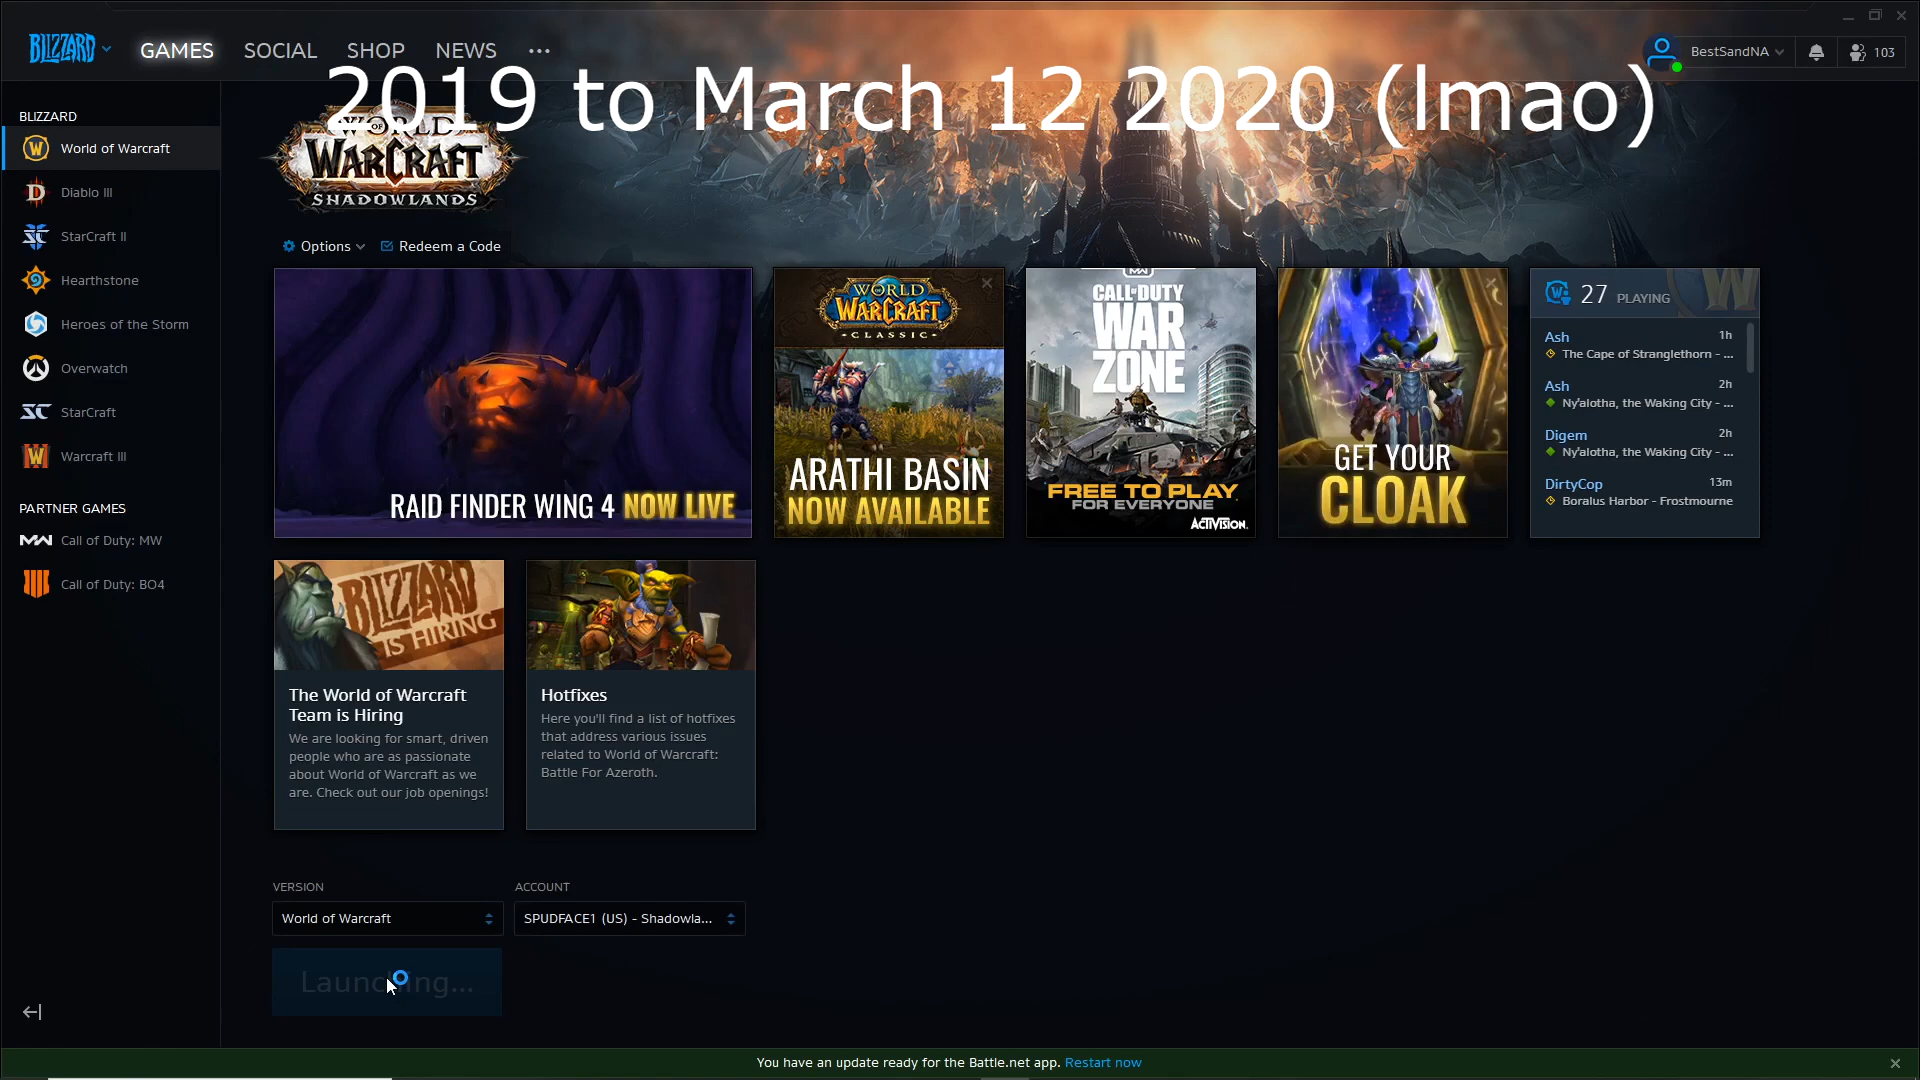 BLIZZARD
GAMES
SOCIAL
SHOP
NEWS
BestSandNA
103
2019 to March 12 2020 (lmao)
BLIZZARD
World of Warcraft
Diablo III
StarCraft II
Hearthstone
Heroes of the Storm
Overwatch
StarCraft
Warcraft III
PARTNER GAMES
Call of Duty: MW
Call of Duty: BO4
WORLD
OF
WARCRAFT
SHADOWLANDS
Options
Redeem a Code
RAID FINDER WING 4 NOW LIVE
WORLD
OF
WARCRAFT
CLASSIC
ARATHI BASIN
NOW AVAILABLE
CALL OF DUTY
WAR
ZONE
FREE TO PLAY
FOR EVERYONE
ACTIVISION.
GET YOUR
CLOAK
27 PLAYING
Ash 1h
The Cape of Stranglethorn - ...
Ash 2h
Ny'alotha, the Waking City - ...
Digem 2h
Ny'alotha, the Waking City - ...
DirtyCop 13m
Boralus Harbor - Frostmourne
BLIZZARD
IS HIRING
The World of Warcraft
Team is Hiring
We are looking for smart, driven
people who are as passionate
about World of Warcraft as we
are. Check out our job openings!
Hotfixes
Here you'll find a list of hotfixes
that address various issues
related to World of Warcraft:
Battle For Azeroth.
VERSION
World of Warcraft
ACCOUNT
SPUDFACE1 (US) - Shadowla...
Launching...
You have an update ready for the Battle.net app. Restart now